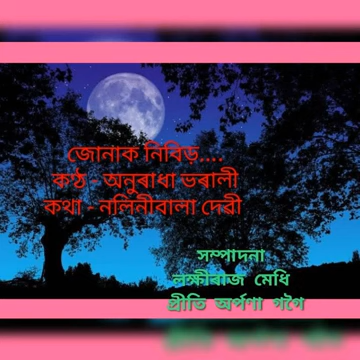 জোনাক নিবিড়....
কণ্ঠ - অনুৰাধা ভৰালী
কথা - নলিনীবালা দেৱী
সম্পাদনা
লক্ষীৰাজ মেধি
প্ৰীতি অৰ্পণা গগৈ